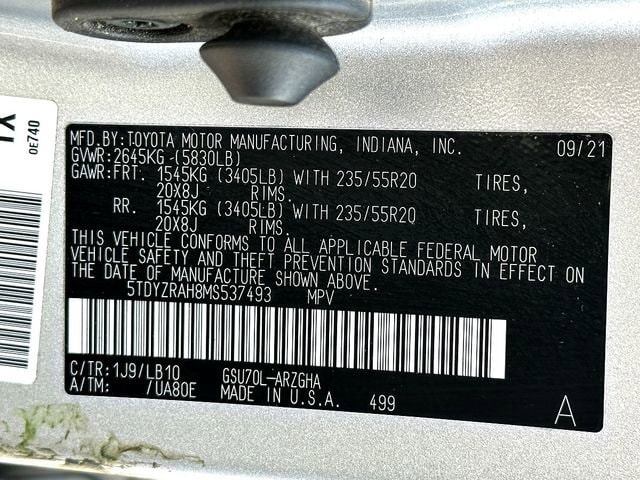 MFD.BY:TOYOTA MOTOR MANUFACTURING, INDIANA, INC. 09/21
GVWR:2645KG (5830LB)
GAWR:FRT. 1545KG (3405LB) WITH 235/55R20 TIRES,
20X8J RIMS.
RR. 1545KG (3405LB) WITH 235/55R20 TIRES,
20X8J RIMS.
THIS VEHICLE CONFORMS TO ALL APPLICABLE FEDERAL MOTOR
VEHICLE SAFETY AND THEFT PREVENTION STANDARDS IN EFFECT ON
THE DATE OF MANUFACTURE SHOWN ABOVE.
5TDYZRAH8MS537493 MPV
C/TR:1J9/LB10 GSU70L-ARZGHA
A/TM: /UA80E MADE IN U.S.A. 499
A
0E740